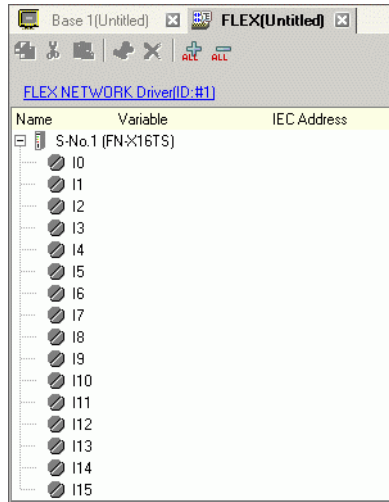 Base 1(Untitled) FLEX(Untitled)
ALL ALL
FLEX NETWORK Driver(ID:#1)
Name Variable IEC Address
S-No.1 (FN-X16TS)
I0
I1
I2
I3
I4
I5
I6
I7
I8
I9
I10
I11
I12
I13
I14
I15